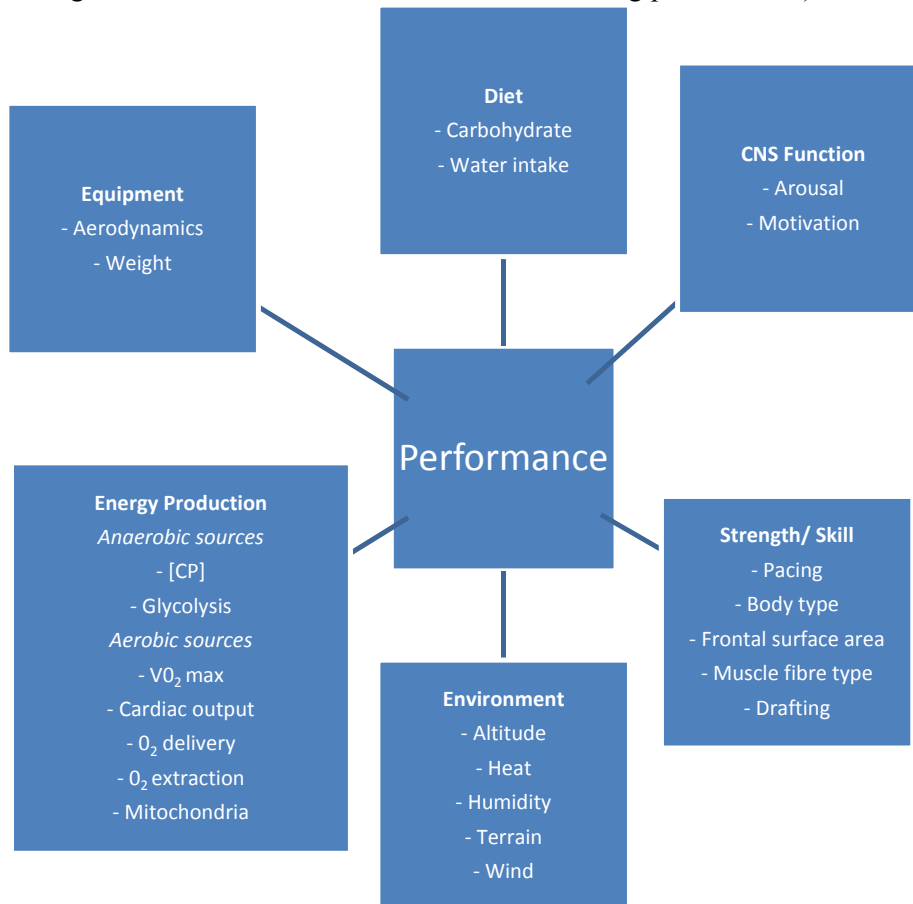 Diet
- Carbohydrate
- Water intake
CNS Function
- Arousal
- Motivation
Equipment
- Aerodynamics
- Weight
Performance
Energy Production
Anaerobic sources
- [CP]
- Glycolysis
Aerobic sources
- V0₂ max
- Cardiac output
- 0₂ delivery
- 0₂ extraction
- Mitochondria
Environment
- Altitude
- Heat
- Humidity
- Terrain
- Wind
Strength/ Skill
- Pacing
- Body type
- Frontal surface area
- Muscle fibre type
- Drafting